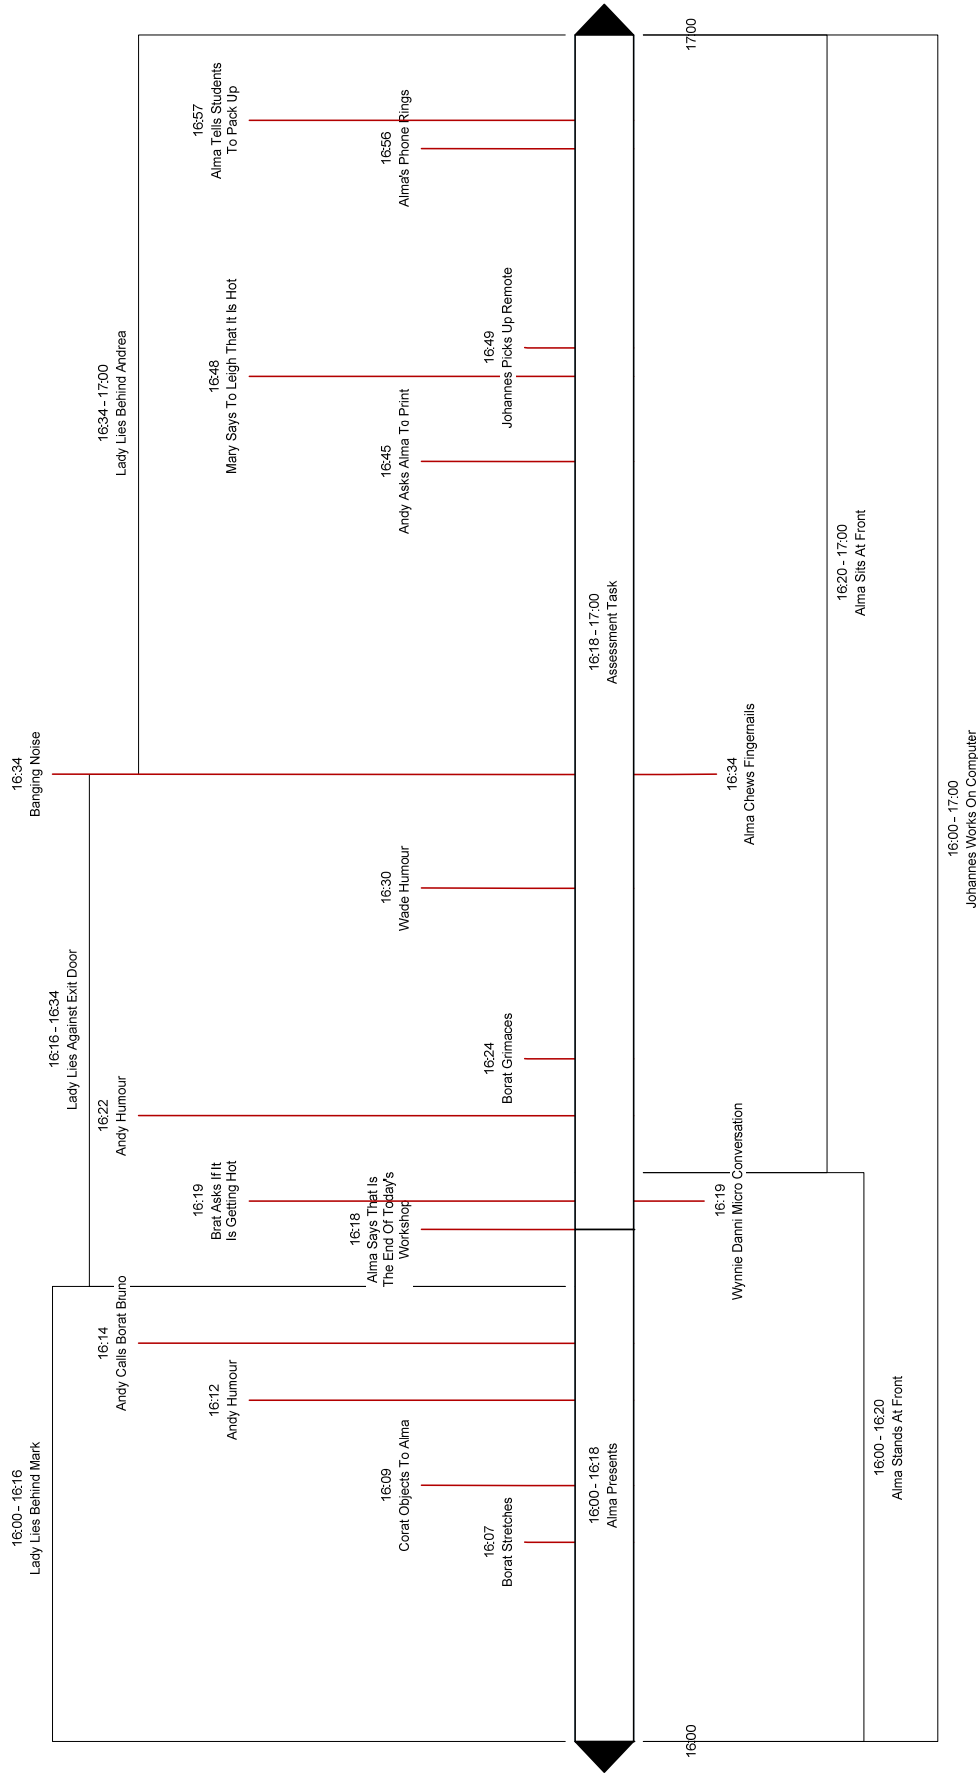 16:00 - 16:16
Lady Lies Behind Mark
16:34
Banging Noise
16:16 - 16:34
Lady Lies Against Exit Door
16:34 - 17:00
Lady Lies Behind Andrea
16:14
Andy Calls Borat Bruno
16:22
Andy Humour
16:12
Andy Humour
16:19
Brat Asks If It
Is Getting Hot
16:48
Mary Says To Leigh That It Is Hot
16:57
Alma Tells Students
To Pack Up
16:09
Corat Objects To Alma
16:18
Alma Says That Is
The End Of Today's
Workshop
16:30
Wade Humour
16:45
Andy Asks Alma To Print
16:56
Alma's Phone Rings
16:07
Borat Stretches
16:24
Borat Grimaces
16:49
Johannes Picks Up Remote
16:00 - 16:18
Alma Presents
16:18 - 17:00
Assessment Task
16:00
17:00
16:19
Wynnie Danni Micro Conversation
16:34
Alma Chews Fingernails
16:20 - 17:00
Alma Sits At Front
16:00 - 16:20
Alma Stands At Front
16:00 - 17:00
Johannes Works On Computer